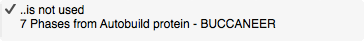 ..is not used
7 Phases from Autobuild protein - BUCCANEER